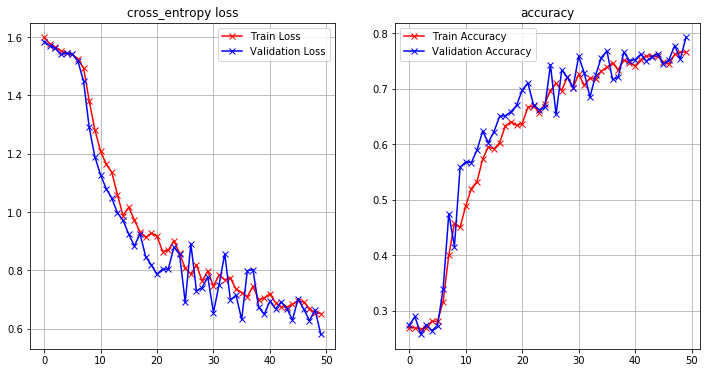 cross_entropy loss
1.6
1.4
1.2
1.0
0.8
0.6
0 10 20 30 40 50
Train Loss
Validation Loss
accuracy
0.8
0.7
0.6
0.5
0.4
0.3
0 10 20 30 40 50
Train Accuracy
Validation Accuracy